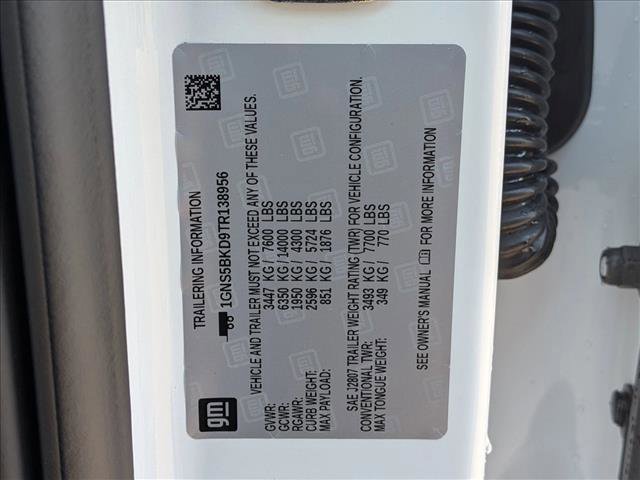 gm
TRAILERING INFORMATION
1GNS5BKD9TR138956
VEHICLE AND TRAILER MUST NOT EXCEED ANY OF THESE VALUES.
GVWR: 3447 KG / 7600 LBS
GCWR: 6350 KG / 14000 LBS
RGAWR: 1950 KG / 4300 LBS
CURB WEIGHT: 2596 KG / 5724 LBS
MAX PAYLOAD: 851 KG / 1876 LBS
SAE J2807 TRAILER WEIGHT RATING (TWR) FOR VEHICLE CONFIGURATION.
CONVENTIONAL TWR: 3493 KG / 7700 LBS
MAX TONGUE WEIGHT: 349 KG / 770 LBS
SEE OWNER'S MANUAL FOR MORE INFORMATION